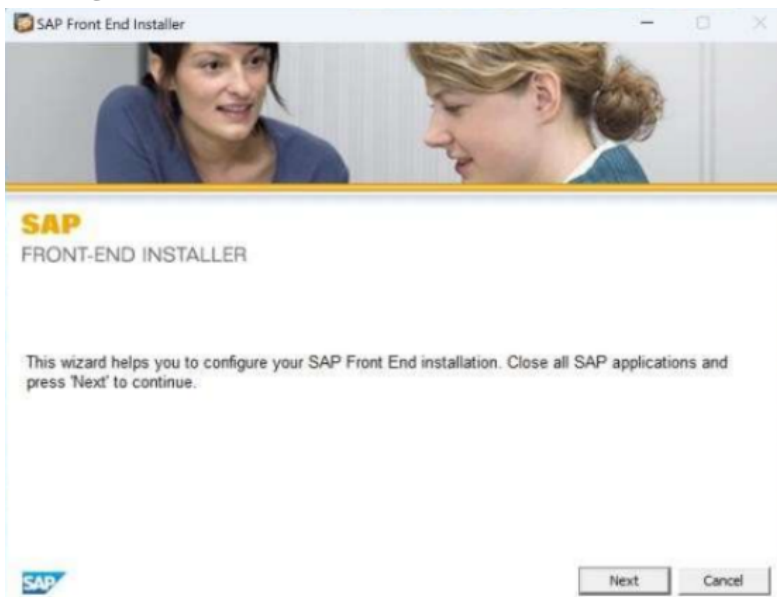 SAP Front End Installer
SAP
FRONT-END INSTALLER
This wizard helps you to configure your SAP Front End installation. Close all SAP applications and
press 'Next' to continue.
SAP
Next
Cancel